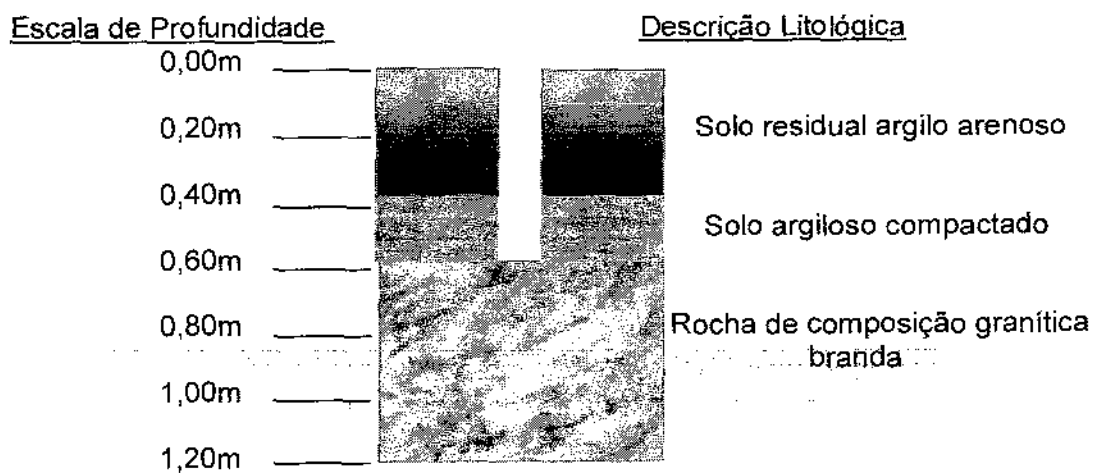 Escala de Profundidade
Descrição Litológica
0,00m
0,20m
Solo residual argilo arenoso
0,40m
Solo argiloso compactado
0,60m
0,80m
Rocha de composição granítica
branda
1,00m
1,20m